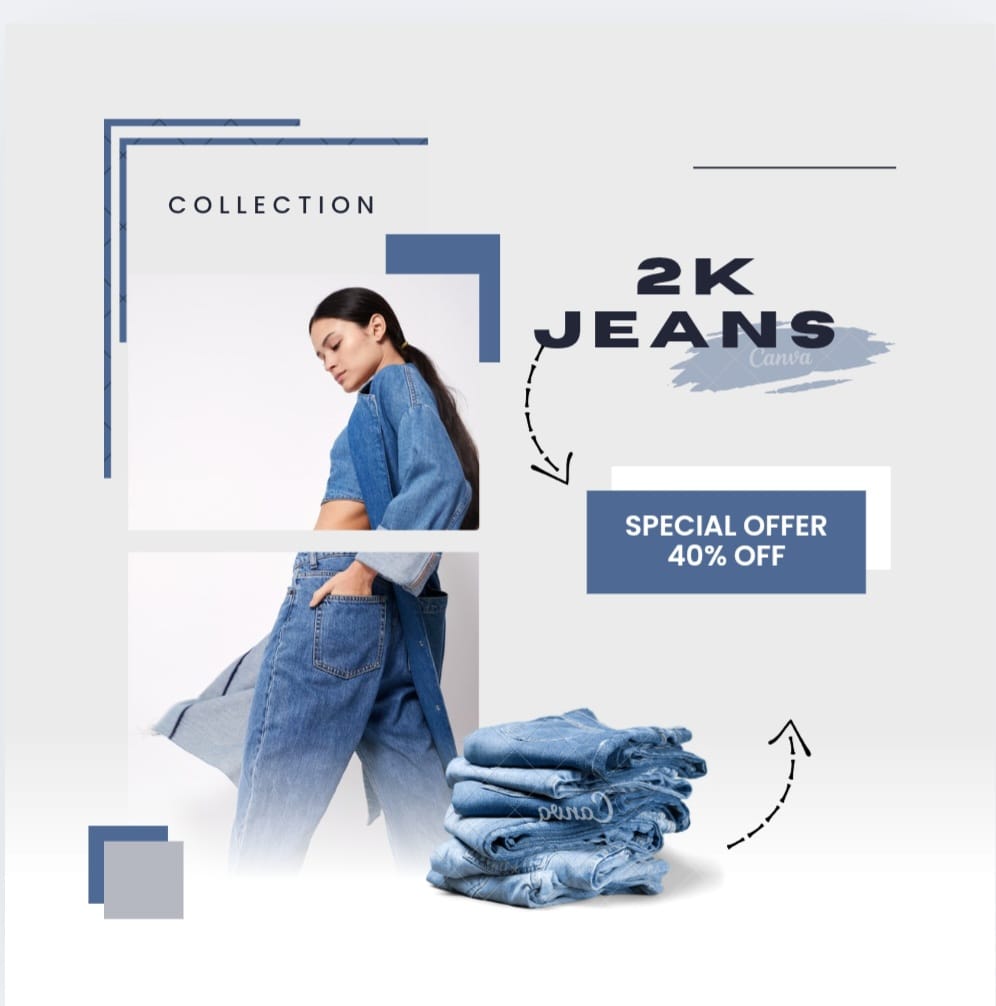 COLLECTION
2K
JEANS
Canva
SPECIAL OFFER
40% OFF
Canva